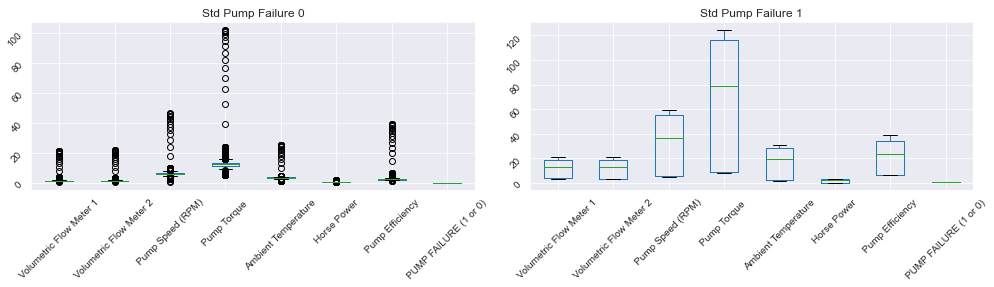 Std Pump Failure 0
100
80
60
40
20
0
Volumetric Flow Meter 1
Volumetric Flow Meter 2
Pump Speed (RPM)
Pump Torque
Ambient Temperature
Horse Power
Pump Efficiency
PUMP FAILURE (1 or 0)
Std Pump Failure 1
120
100
80
60
40
20
0
Volumetric Flow Meter 1
Volumetric Flow Meter 2
Pump Speed (RPM)
Pump Torque
Ambient Temperature
Horse Power
Pump Efficiency
PUMP FAILURE (1 or 0)